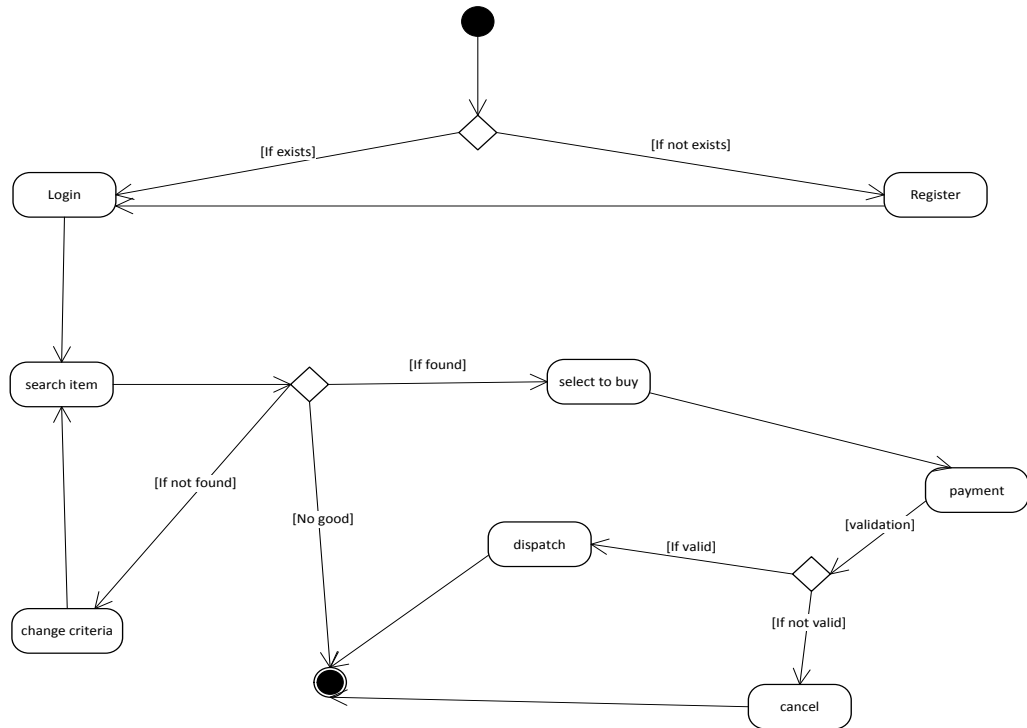 [If exists]
[If not exists]
Login
Register
[If found]
search item
select to buy
[If not found]
payment
[No good]
[validation]
dispatch
[If valid]
change criteria
[If not valid]
cancel